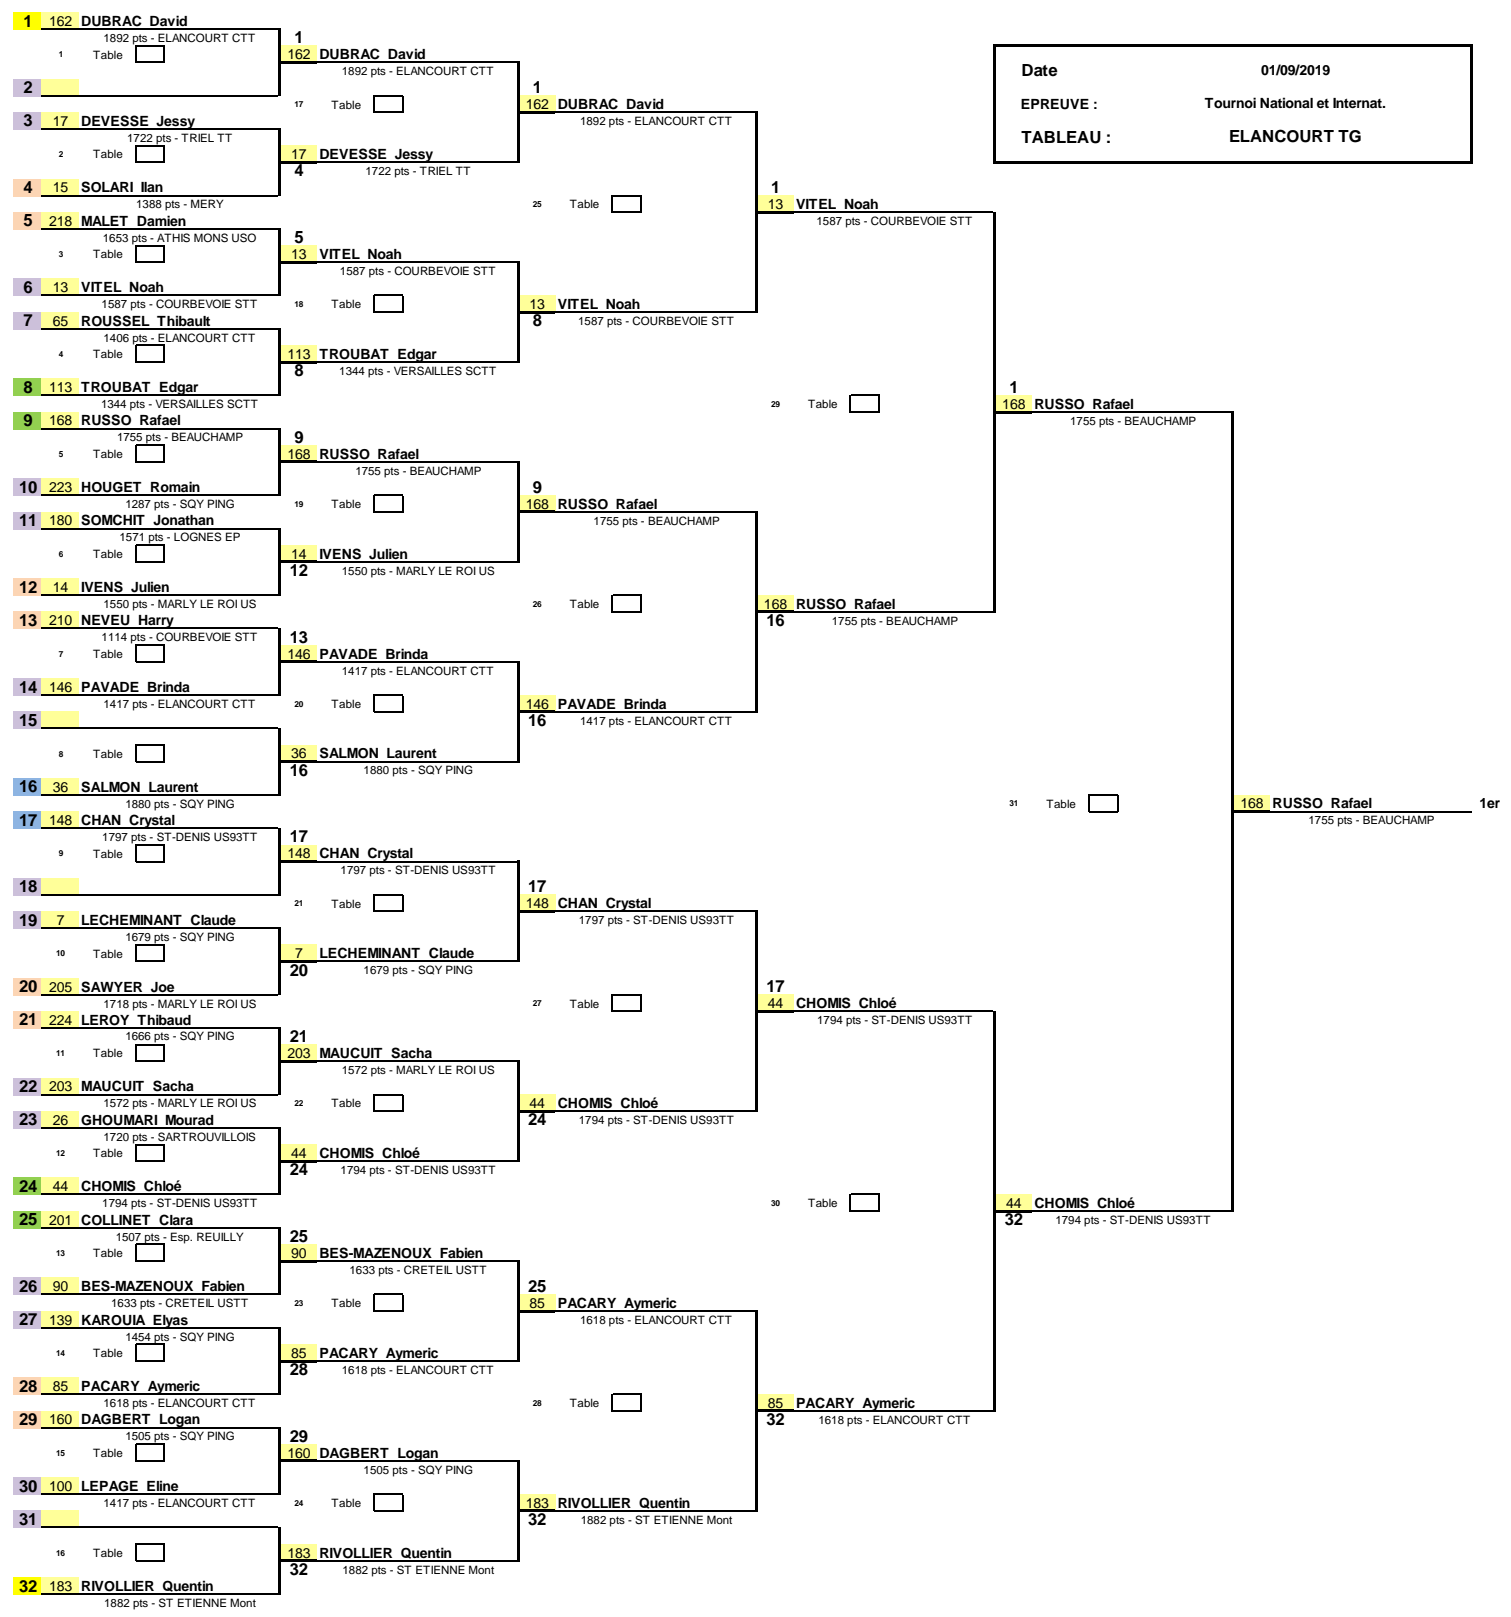 Date 01/09/2019
EPREUVE : Tournoi National et Internat.
TABLEAU : ELANCOURT TG
1 162 DUBRAC David
1892 pts - ELANCOURT CTT
1 Table
2
3 17 DEVESSE Jessy
1722 pts - TRIEL TT
2 Table
4 15 SOLARI Ilan
1388 pts - MERY
5 218 MALET Damien
1653 pts - ATHIS MONS USO
3 Table
6 13 VITEL Noah
1587 pts - COURBEVOIE STT
7 65 ROUSSEL Thibault
1406 pts - ELANCOURT CTT
4 Table
8 113 TROUBAT Edgar
1344 pts - VERSAILLES SCTT
9 168 RUSSO Rafael
1755 pts - BEAUCHAMP
5 Table
10 223 HOUGET Romain
1287 pts - SQY PING
11 180 SOMCHIT Jonathan
1571 pts - LOGNES EP
6 Table
12 14 IVENS Julien
1550 pts - MARLY LE ROI US
13 210 NEVEU Harry
1114 pts - COURBEVOIE STT
7 Table
14 146 PAVADE Brinda
1417 pts - ELANCOURT CTT
15
8 Table
16 36 SALMON Laurent
1880 pts - SQY PING
17 148 CHAN Crystal
1797 pts - ST-DENIS US93TT
9 Table
18
19 7 LECHEMINANT Claude
1679 pts - SQY PING
10 Table
20 205 SAWYER Joe
1718 pts - MARLY LE ROI US
21 224 LEROY Thibaud
1666 pts - SQY PING
11 Table
22 203 MAUCUIT Sacha
1572 pts - MARLY LE ROI US
23 26 GHOUMARI Mourad
1720 pts - SARTROUVILLOIS
12 Table
24 44 CHOMIS Chloé
1794 pts - ST-DENIS US93TT
25 201 COLLINET Clara
1507 pts - Esp. REUILLY
13 Table
26 90 BES-MAZENOUX Fabien
1633 pts - CRETEIL USTT
27 139 KAROUIA Elyas
1454 pts - SQY PING
14 Table
28 85 PACARY Aymeric
1618 pts - ELANCOURT CTT
29 160 DAGBERT Logan
1505 pts - SQY PING
15 Table
30 100 LEPAGE Eline
1417 pts - ELANCOURT CTT
31
16 Table
32 183 RIVOLLIER Quentin
1882 pts - ST ETIENNE Mont
1
162 DUBRAC David
1892 pts - ELANCOURT CTT
17 Table
17 DEVESSE Jessy
4 1722 pts - TRIEL TT
5
13 VITEL Noah
1587 pts - COURBEVOIE STT
18 Table
113 TROUBAT Edgar
8 1344 pts - VERSAILLES SCTT
9
168 RUSSO Rafael
1755 pts - BEAUCHAMP
19 Table
14 IVENS Julien
12 1550 pts - MARLY LE ROI US
13
146 PAVADE Brinda
1417 pts - ELANCOURT CTT
20 Table
36 SALMON Laurent
16 1880 pts - SQY PING
17
148 CHAN Crystal
1797 pts - ST-DENIS US93TT
21 Table
7 LECHEMINANT Claude
20 1679 pts - SQY PING
21
203 MAUCUIT Sacha
1572 pts - MARLY LE ROI US
22 Table
44 CHOMIS Chloé
24 1794 pts - ST-DENIS US93TT
25
90 BES-MAZENOUX Fabien
1633 pts - CRETEIL USTT
23 Table
85 PACARY Aymeric
28 1618 pts - ELANCOURT CTT
29
160 DAGBERT Logan
1505 pts - SQY PING
24 Table
183 RIVOLLIER Quentin
32 1882 pts - ST ETIENNE Mont
1
162 DUBRAC David
1892 pts - ELANCOURT CTT
25 Table
13 VITEL Noah
8 1587 pts - COURBEVOIE STT
9
168 RUSSO Rafael
1755 pts - BEAUCHAMP
26 Table
146 PAVADE Brinda
16 1417 pts - ELANCOURT CTT
17
148 CHAN Crystal
1797 pts - ST-DENIS US93TT
27 Table
44 CHOMIS Chloé
24 1794 pts - ST-DENIS US93TT
25
85 PACARY Aymeric
1618 pts - ELANCOURT CTT
28 Table
183 RIVOLLIER Quentin
32 1882 pts - ST ETIENNE Mont
1
13 VITEL Noah
1587 pts - COURBEVOIE STT
29 Table
168 RUSSO Rafael
16 1755 pts - BEAUCHAMP
17
44 CHOMIS Chloé
1794 pts - ST-DENIS US93TT
30 Table
85 PACARY Aymeric
32 1618 pts - ELANCOURT CTT
1
168 RUSSO Rafael
1755 pts - BEAUCHAMP
31 Table
44 CHOMIS Chloé
32 1794 pts - ST-DENIS US93TT
168 RUSSO Rafael 1er
1755 pts - BEAUCHAMP